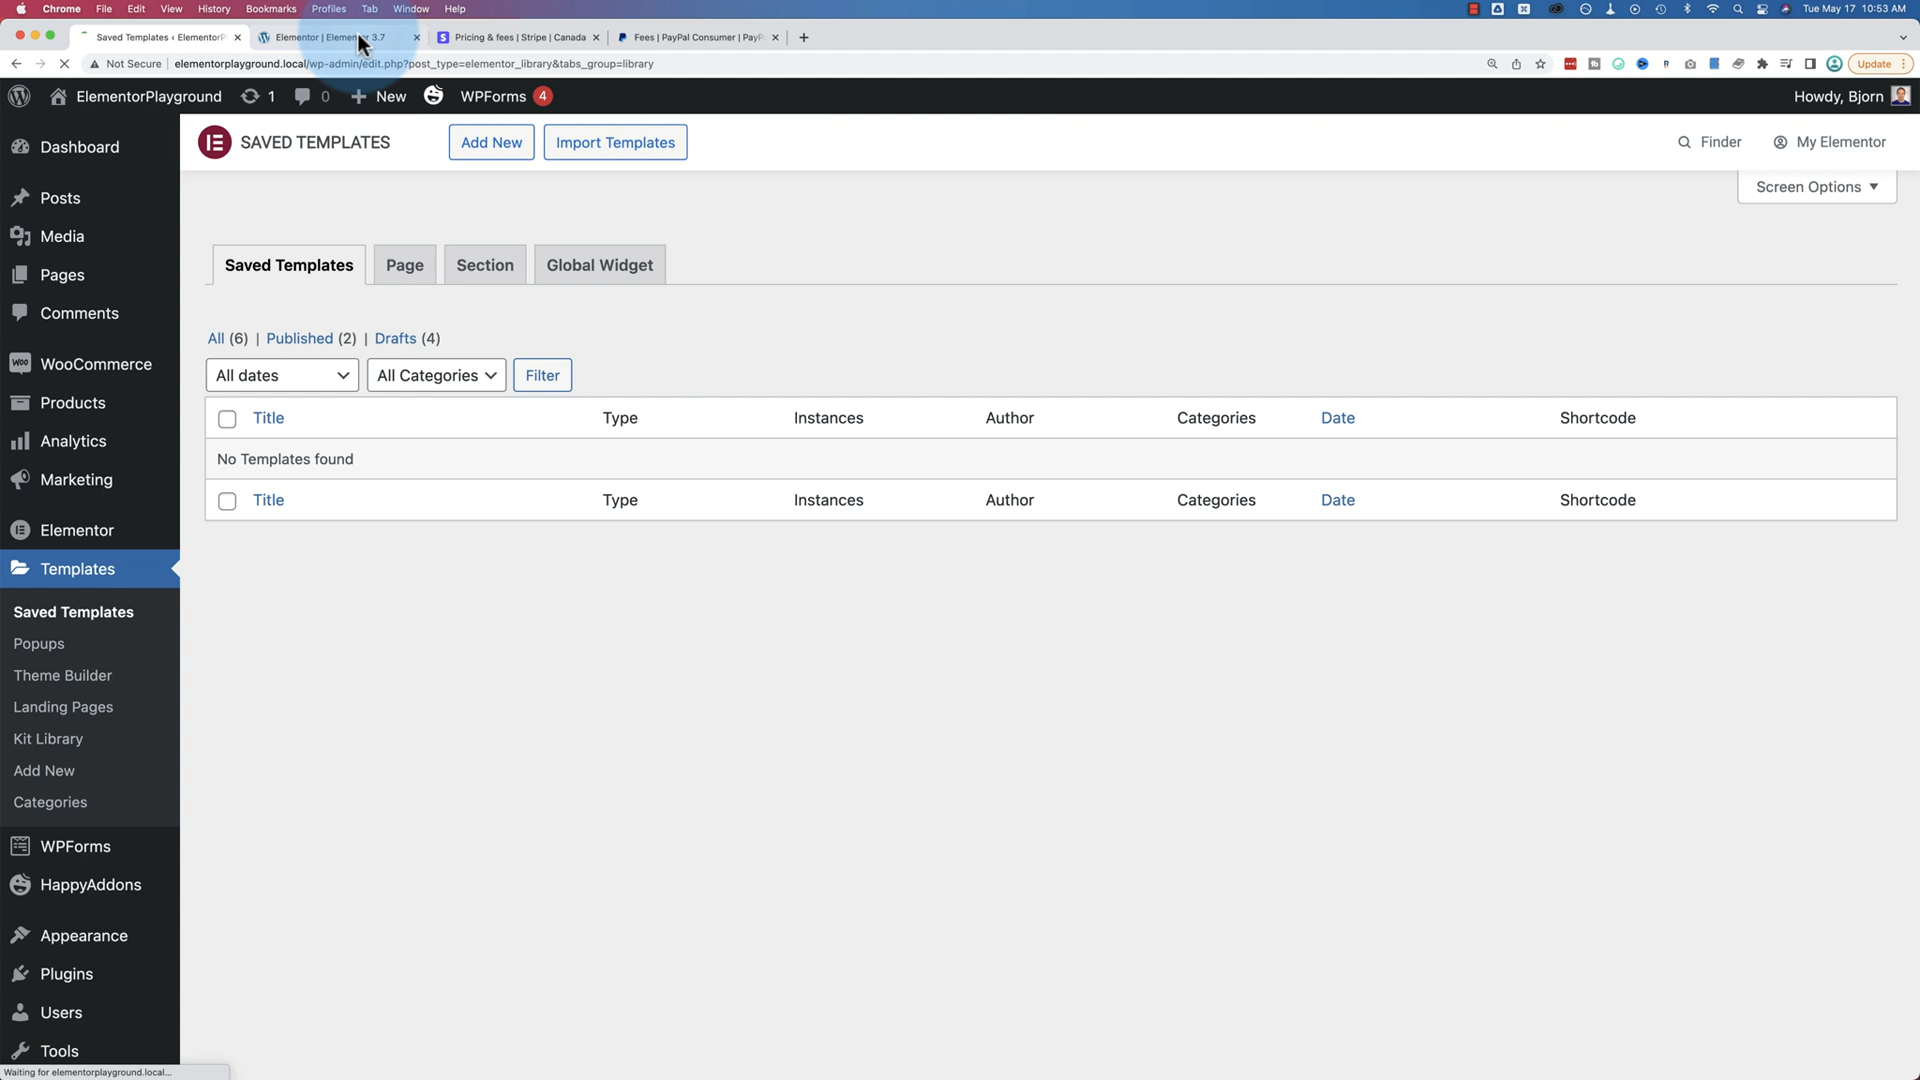 Chrome File Edit View History Bookmarks Profiles Tab Window Help Tue May 17 10:53 AM
Saved Templates ‹ ElementorPl Elementor | Elementor 3.7 Pricing & fees | Stripe | Canada Fees | PayPal Consumer | PayP
Not Secure elementorplayground.local/wp-admin/edit.php?post_type=elementor_library&tabs_group=library Update
ElementorPlayground 1 0 New WPForms 4 Howdy, Bjorn
Dashboard
Posts
Media
Pages
Comments
WooCommerce
Products
Analytics
Marketing
Elementor
Templates
Saved Templates
Popups
Theme Builder
Landing Pages
Kit Library
Add New
Categories
WPForms
HappyAddons
Appearance
Plugins
Users
Tools
Waiting for elementorplayground.local...
SAVED TEMPLATES Add New Import Templates Finder My Elementor
Screen Options
Saved Templates Page Section Global Widget
All (6) | Published (2) | Drafts (4)
All dates All Categories Filter
Title Type Instances Author Categories Date Shortcode
No Templates found
Title Type Instances Author Categories Date Shortcode